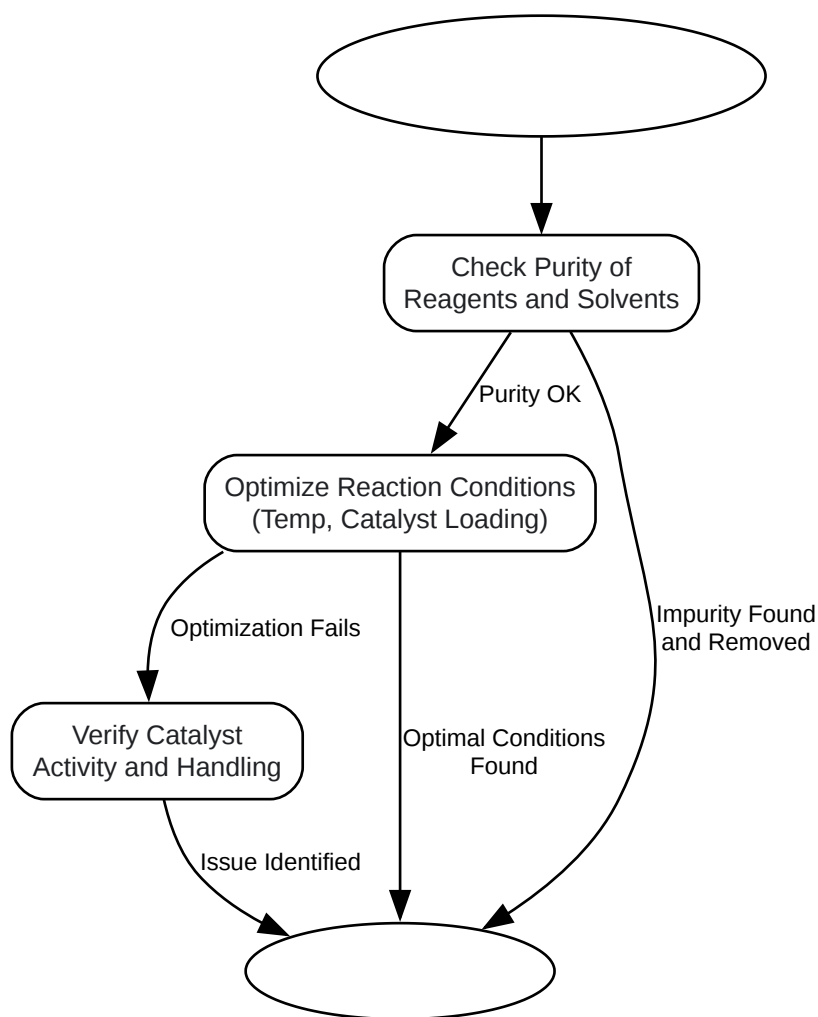 Check Purity of
Reagents and Solvents
Purity OK
Optimize Reaction Conditions
(Temp, Catalyst Loading)
Optimization Fails
Impurity Found
and Removed
Verify Catalyst
Activity and Handling
Optimal Conditions
Found
Issue Identified